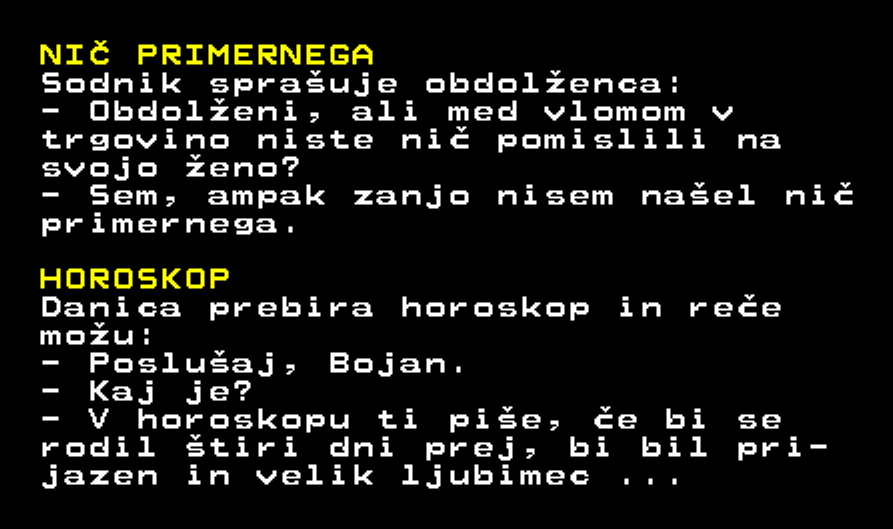 NIČ PRIMERNEGA
Sodnik sprašuje obdolženca:
- Obdolženi, ali med vlomom v
trgovino niste nič pomislili na
svojo ženo?
- Sem, ampak zanjo nisem našel nič
primernega.
HOROSKOP
Danica prebira horoskop in reče
možu:
- Poslušaj, Bojan.
- Kaj je?
- V horoskopu ti piše, če bi se
rodil štiri dni prej, bi bil pri-
jazen in velik ljubimec ...